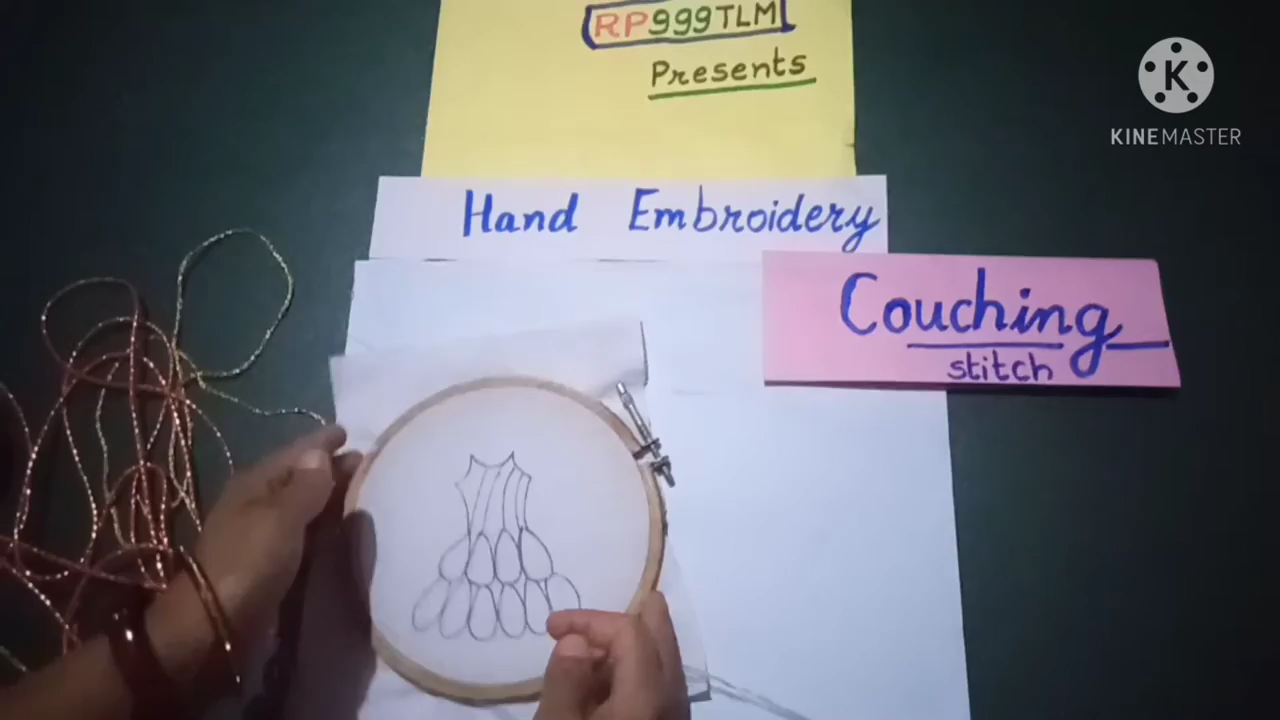 RP999TLM
Presents
K
KINEMASTER
Hand Embroidery
Couching
stitch